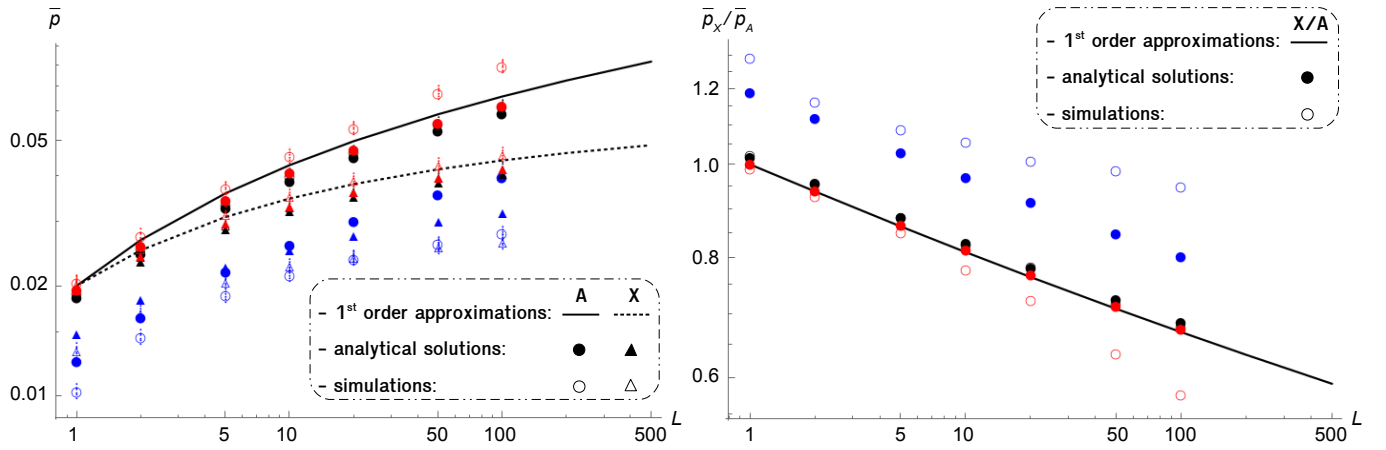 p̅
0.05
0.02
0.01
1
5
10
50
100
500
L
A X
- 1st order approximations:
- analytical solutions:
- simulations:
p̅X/p̅A
1.2
1.0
0.8
0.6
1
5
10
50
100
500
L
X/A
- 1st order approximations:
- analytical solutions:
- simulations: